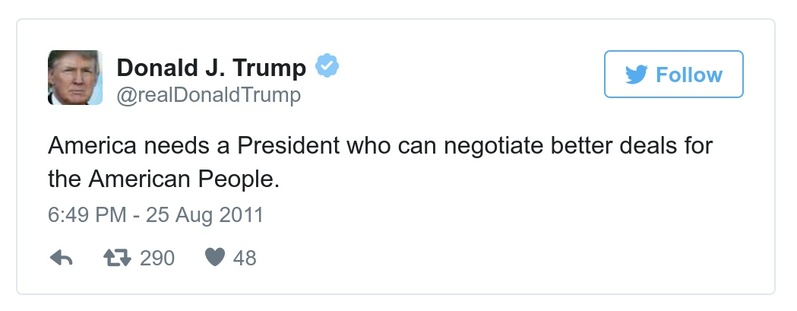 Donald J. Trump
@realDonaldTrump
Follow
America needs a President who can negotiate better deals for
the American People.
6:49 PM - 25 Aug 2011
290 48